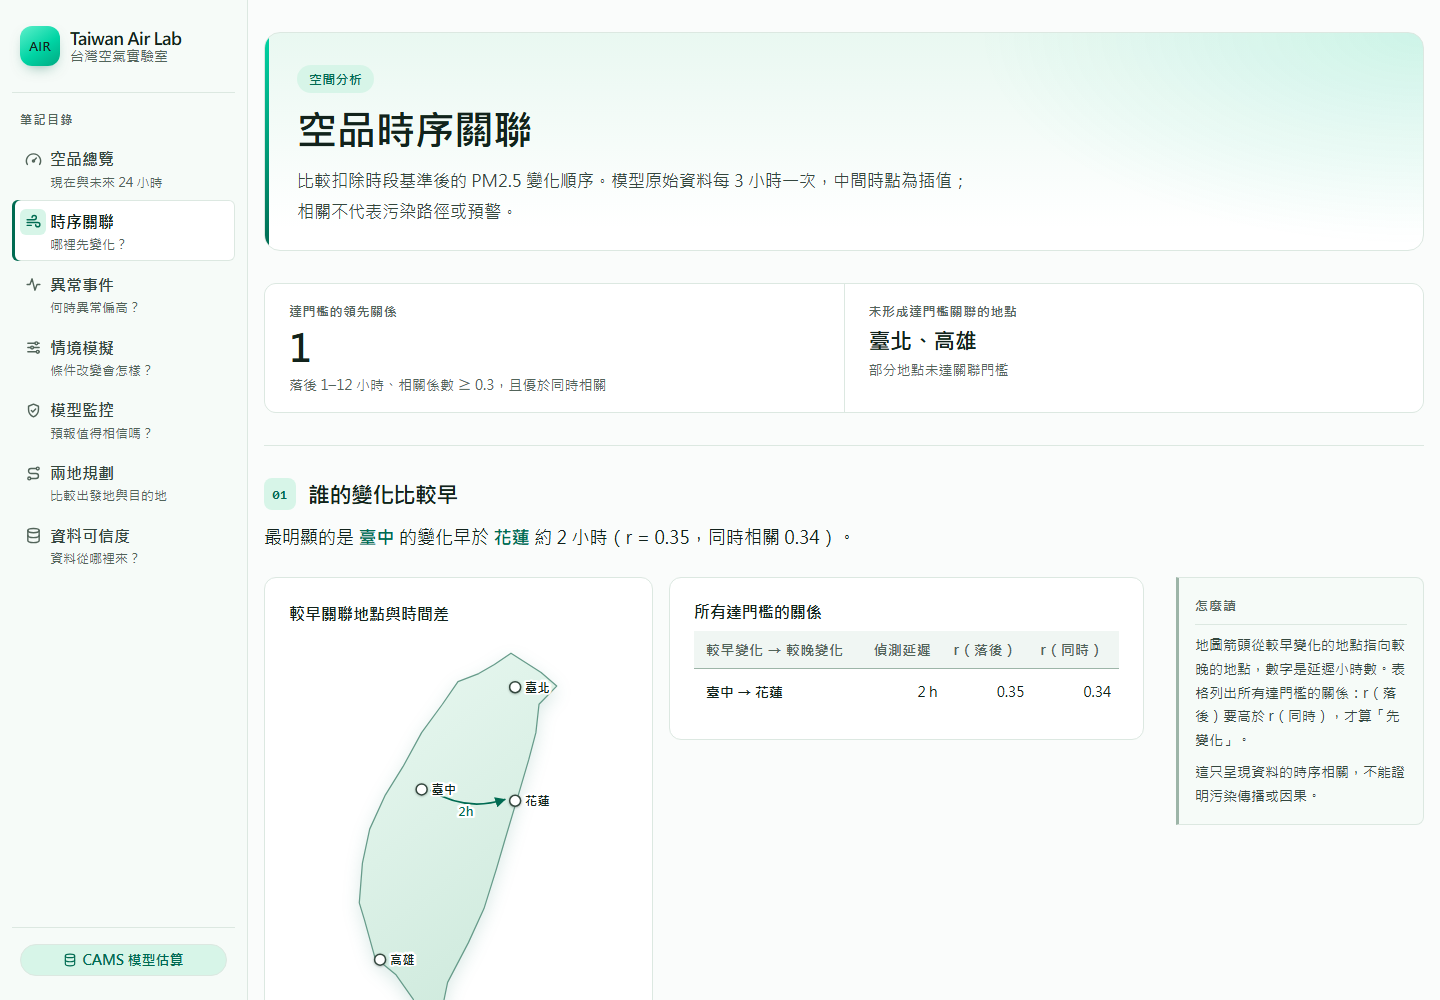 AIR
Taiwan Air Lab
台灣空氣實驗室
筆記目錄
空品總覽
現在與未來 24 小時
時序關聯
哪裡先變化？
異常事件
何時異常偏高？
情境模擬
條件改變會怎樣？
模型監控
預報值得相信嗎？
兩地規劃
比較出發地與目的地
資料可信度
資料從哪裡來？
CAMS 模型估算
空間分析
空品時序關聯
比較扣除時段基準後的 PM2.5 變化順序。模型原始資料每 3 小時一次，中間時點為插值；
相關不代表污染路徑或預警。
達門檻的領先關係
1
落後 1–12 小時、相關係數 ≥ 0.3，且優於同時相關
未形成達門檻關聯的地點
臺北、高雄
部分地點未達關聯門檻
01
誰的變化比較早
最明顯的是 臺中 的變化早於 花蓮 約 2 小時（r = 0.35，同時相關 0.34）。
較早關聯地點與時間差
臺北
臺中
花蓮
2h
高雄
所有達門檻的關係
較早變化 → 較晚變化 偵測延遲 r（落後） r（同時）
臺中 → 花蓮 2 h 0.35 0.34
怎麼讀
地圖箭頭從較早變化的地點指向較
晚的地點，數字是延遲小時數。表
格列出所有達門檻的關係：r（落
後）要高於 r（同時），才算「先
變化」。
這只呈現資料的時序相關，不能證
明污染傳播或因果。